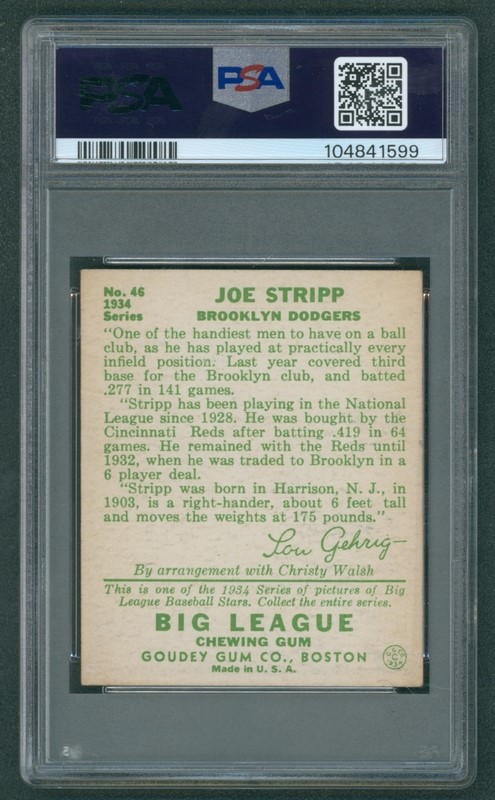 PSA
PSA
104841599
No. 46
1934
Series
JOE STRIPP
BROOKLYN DODGERS
"One of the handiest men to have on a ball
club, as he has played at practically every
infield position. Last year covered third
base for the Brooklyn club, and batted
.277 in 141 games.
"Stripp has been playing in the National
League since 1928. He was bought by the
Cincinnati Reds after batting .419 in 64
games. He remained with the Reds until
1932, when he was traded to Brooklyn in a
6 player deal.
"Stripp was born in Harrison, N. J., in
1903, is a right-hander, about 6 feet tall
and moves the weights at 175 pounds."
Lou Gehrig
By arrangement with Christy Walsh
This is one of the 1934 Series of pictures of Big
League Baseball Stars. Collect the entire series.
BIG LEAGUE
CHEWING GUM
GOUDEY GUM CO., BOSTON
Made in U. S. A.